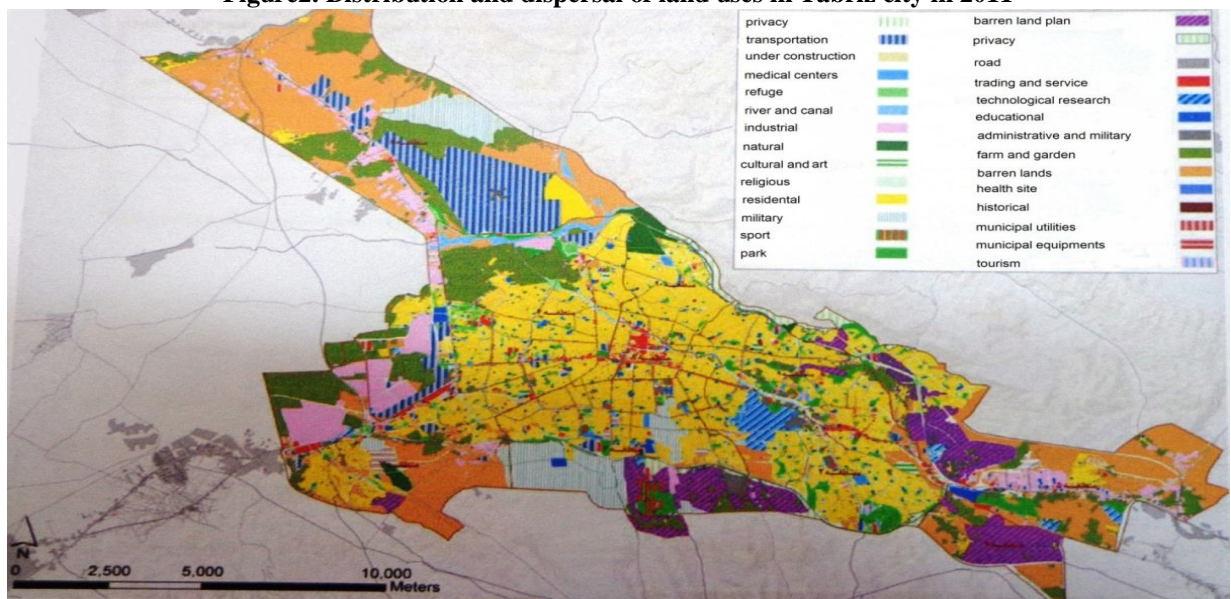 Figure2. Distribution and dispersal of land uses in Tabriz city in 2011
privacy
transportation
under construction
medical centers
refuge
river and canal
industrial
natural
cultural and art
religious
residental
military
sport
park
barren land plan
privacy
road
trading and service
technological research
educational
administrative and military
farm and garden
barren lands
health site
historical
municipal utilities
municipal equipments
tourism
N
0 2,500 5,000 10,000
Meters